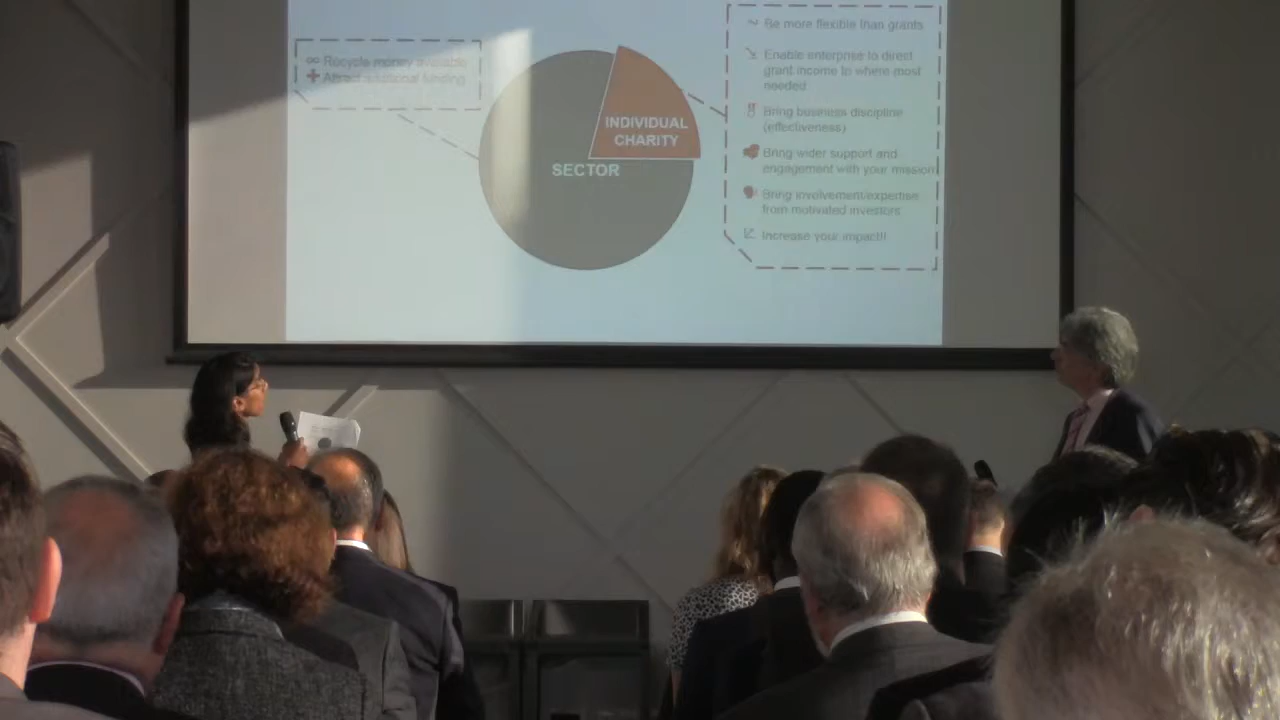 Recycle money available
Attract additional funding
INDIVIDUAL
CHARITY
SECTOR
Be more flexible than grants
Enable enterprise to direct
grant income to where most
needed
Bring business discipline
(effectiveness)
Bring wider support and
engagement with your mission
Bring involvement/expertise
from motivated investors
Increase your impact!!